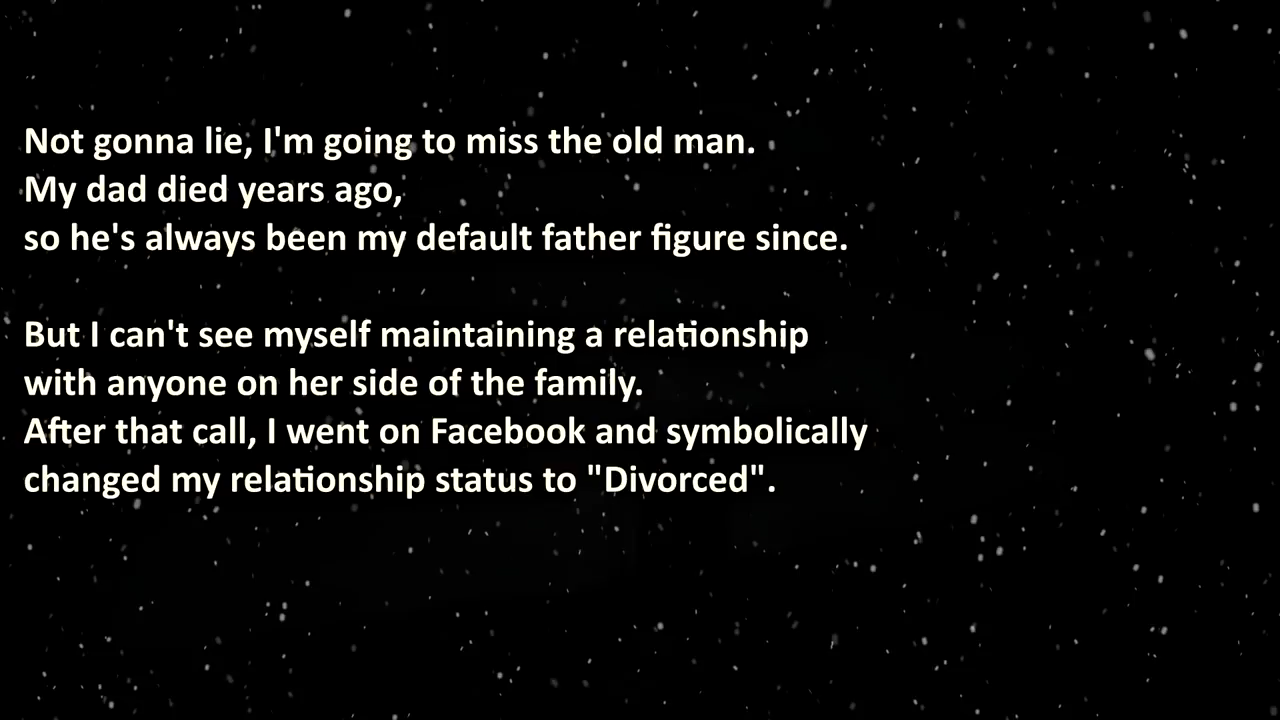 Not gonna lie, I'm going to miss the old man.
My dad died years ago,
so he's always been my default father figure since.
But I can't see myself maintaining a relationship
with anyone on her side of the family.
After that call, I went on Facebook and symbolically
changed my relationship status to "Divorced".